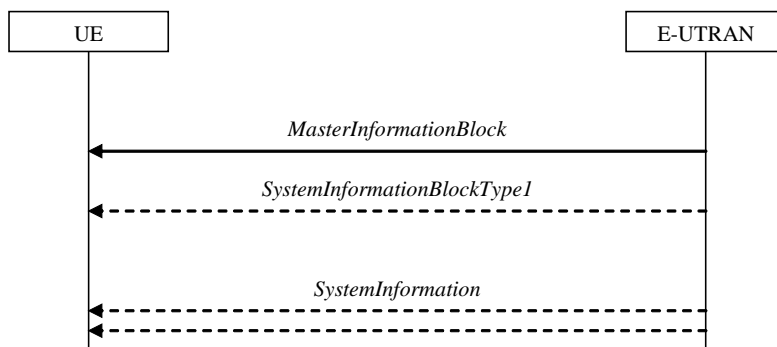 UE
E-UTRAN
MasterInformationBlock
SystemInformationBlockType1
SystemInformation